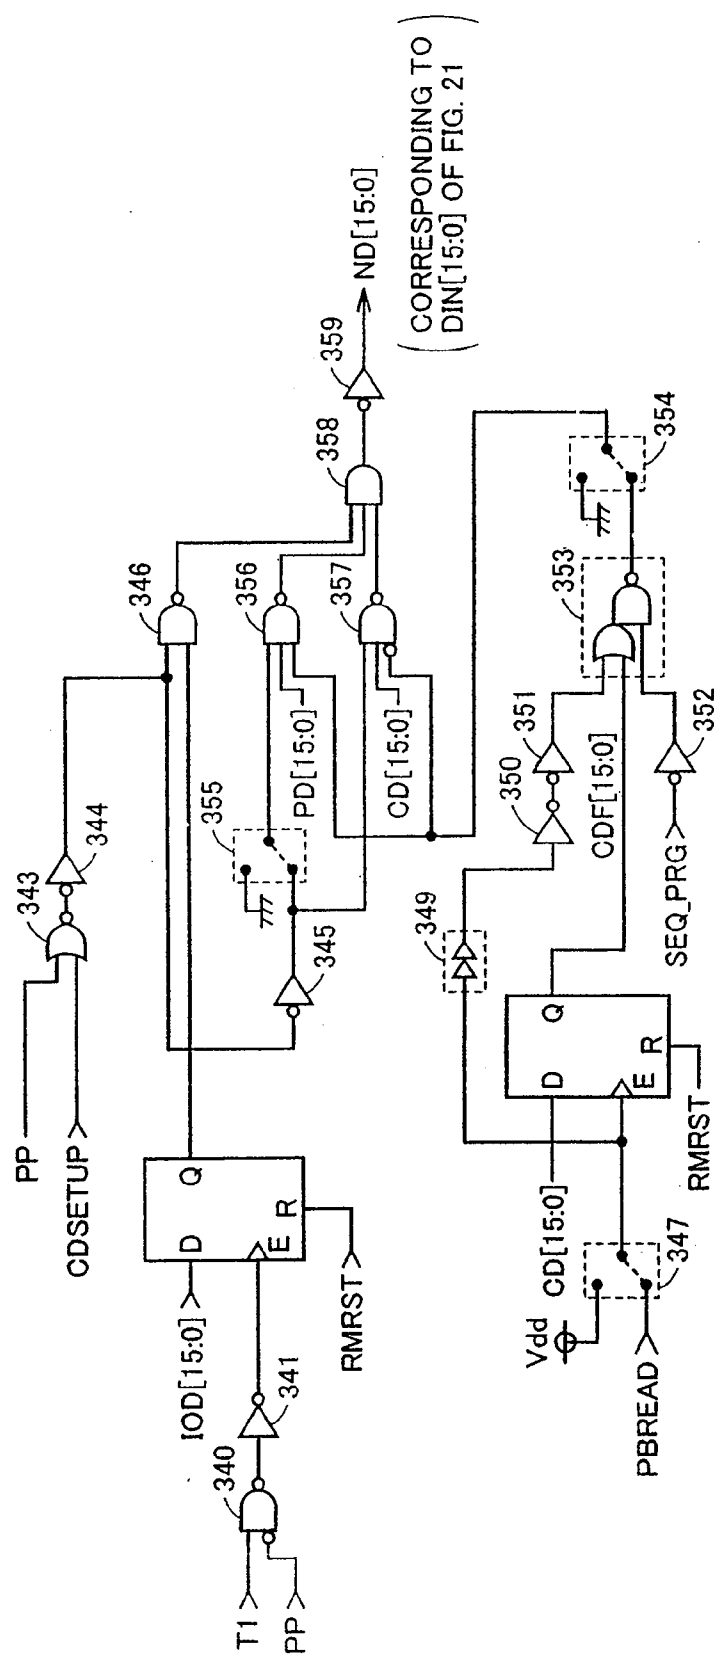 PP
CDSETUP
343
344
IOD[15:0]
D
Q
E
R
RMRST
T1
PP
340
341
345
355
346
PD[15:0]
356
CD[15:0]
357
358
359
ND[15:0]
(CORRESPONDING TO
DIN[15:0] OF FIG. 21)
Vdd
PBREAD
347
CD[15:0]
D
Q
E
R
RMRST
349
350
351
CDF[15:0]
SEQ_PRG
352
353
354